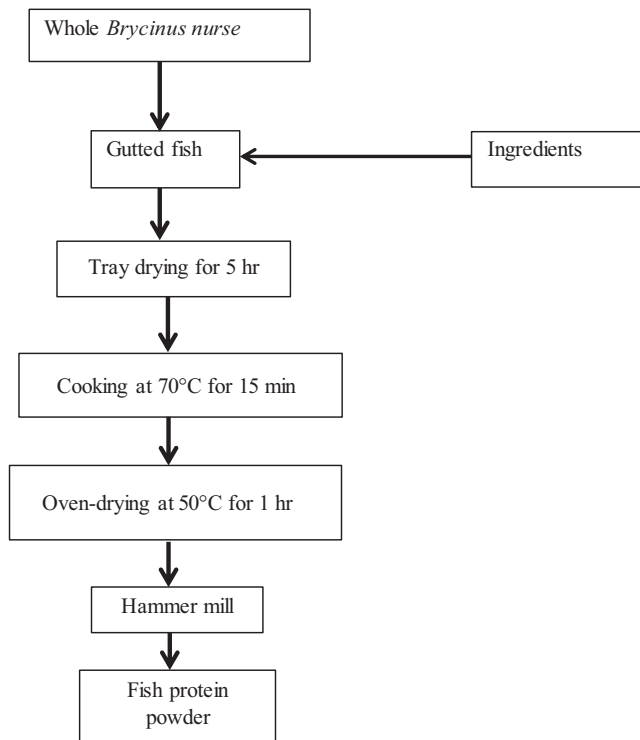 Whole Brycinus nurse
Gutted fish
Ingredients
Tray drying for 5 hr
Cooking at 70°C for 15 min
Oven-drying at 50°C for 1 hr
Hammer mill
Fish protein
powder